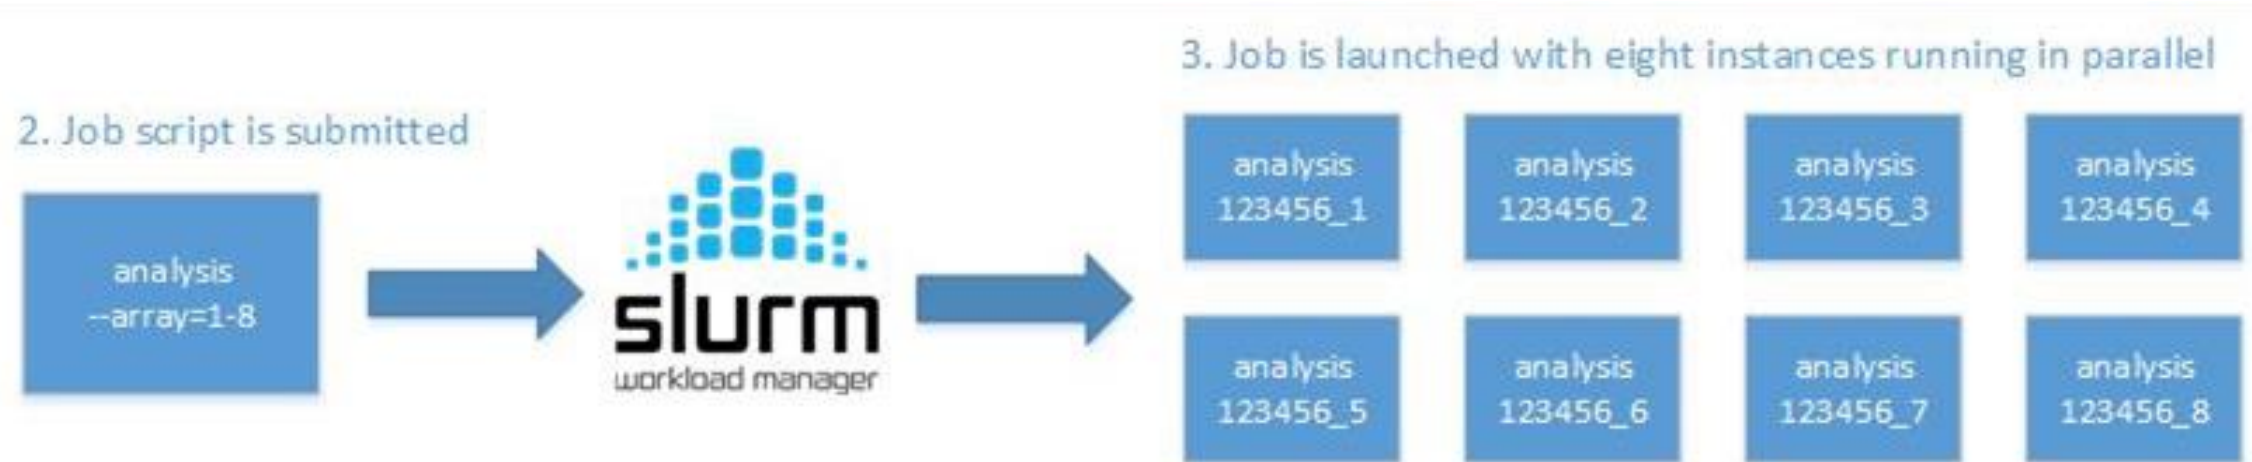 3. Job is launched with eight instances running in parallel
2. Job script is submitted
analysis
--array=1-8
slurm
workload manager
analysis
123456_1
analysis
123456_2
analysis
123456_3
analysis
123456_4
analysis
123456_5
analysis
123456_6
analysis
123456_7
analysis
123456_8